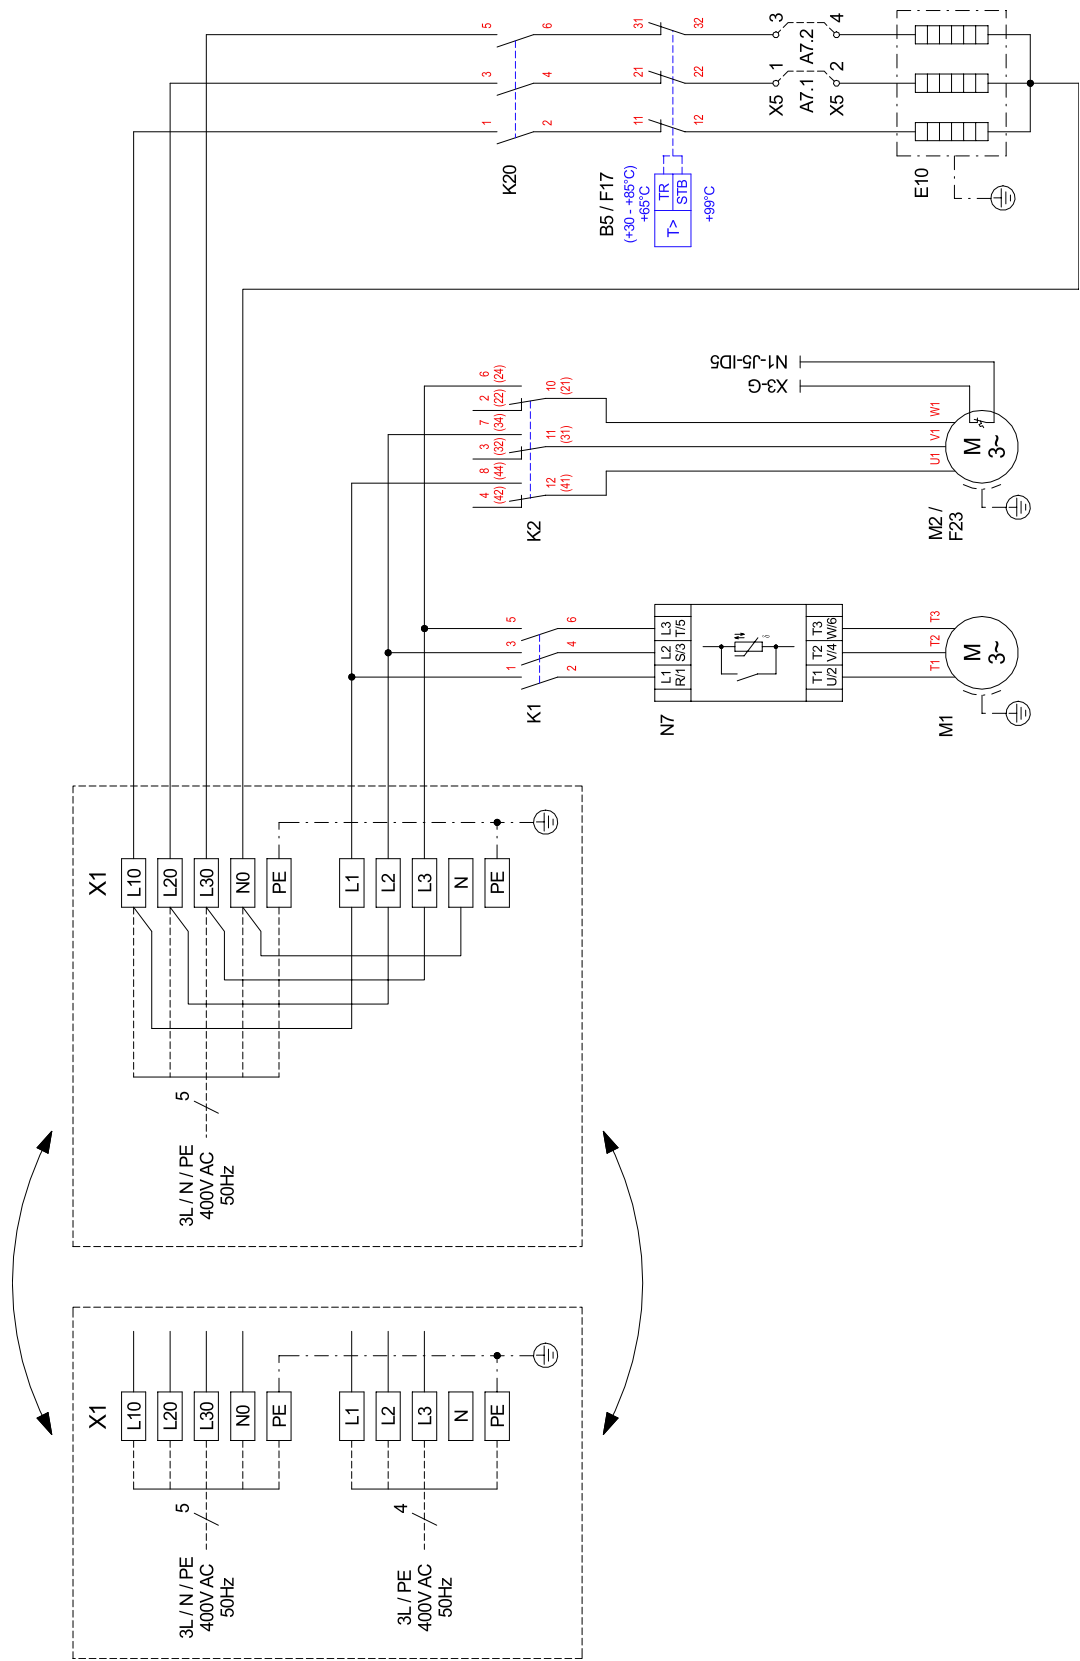 X1
L10
L20
L30
N0
PE
L1
L2
L3
N
PE
5
3L / N / PE
400V AC
50Hz
4
3L / PE
400V AC
50Hz
X1
L10
L20
L30
N0
PE
L1
L2
L3
N
PE
5
3L / N / PE
400V AC
50Hz
K20
1
2
3
4
5
6
B5 / F17
(+30 - +85°C)
+65°C
T>
TR
STB
+99°C
11
12
21
22
31
32
X5 1
A7.1
X5 2
3
A7.2
4
E10
K2
4
(42)
8
(44)
12
(41)
3
(32)
7
(34)
11
(31)
2
(22)
6
(24)
10
(21)
N1-J5-ID5
X3-G
U1
V1
W1
M
3~
M2 /
F23
K1
1
2
3
4
5
6
N7
L1
R/1
L2
S/3
L3
T/5
δ
T1
U/2
T2
V/4
T3
W/6
T1
T2
T3
M
3~
M1